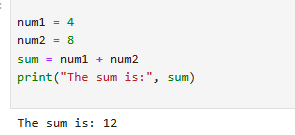 num1 = 4
num2 = 8
sum = num1 + num2
print("The sum is:", sum)
The sum is: 12